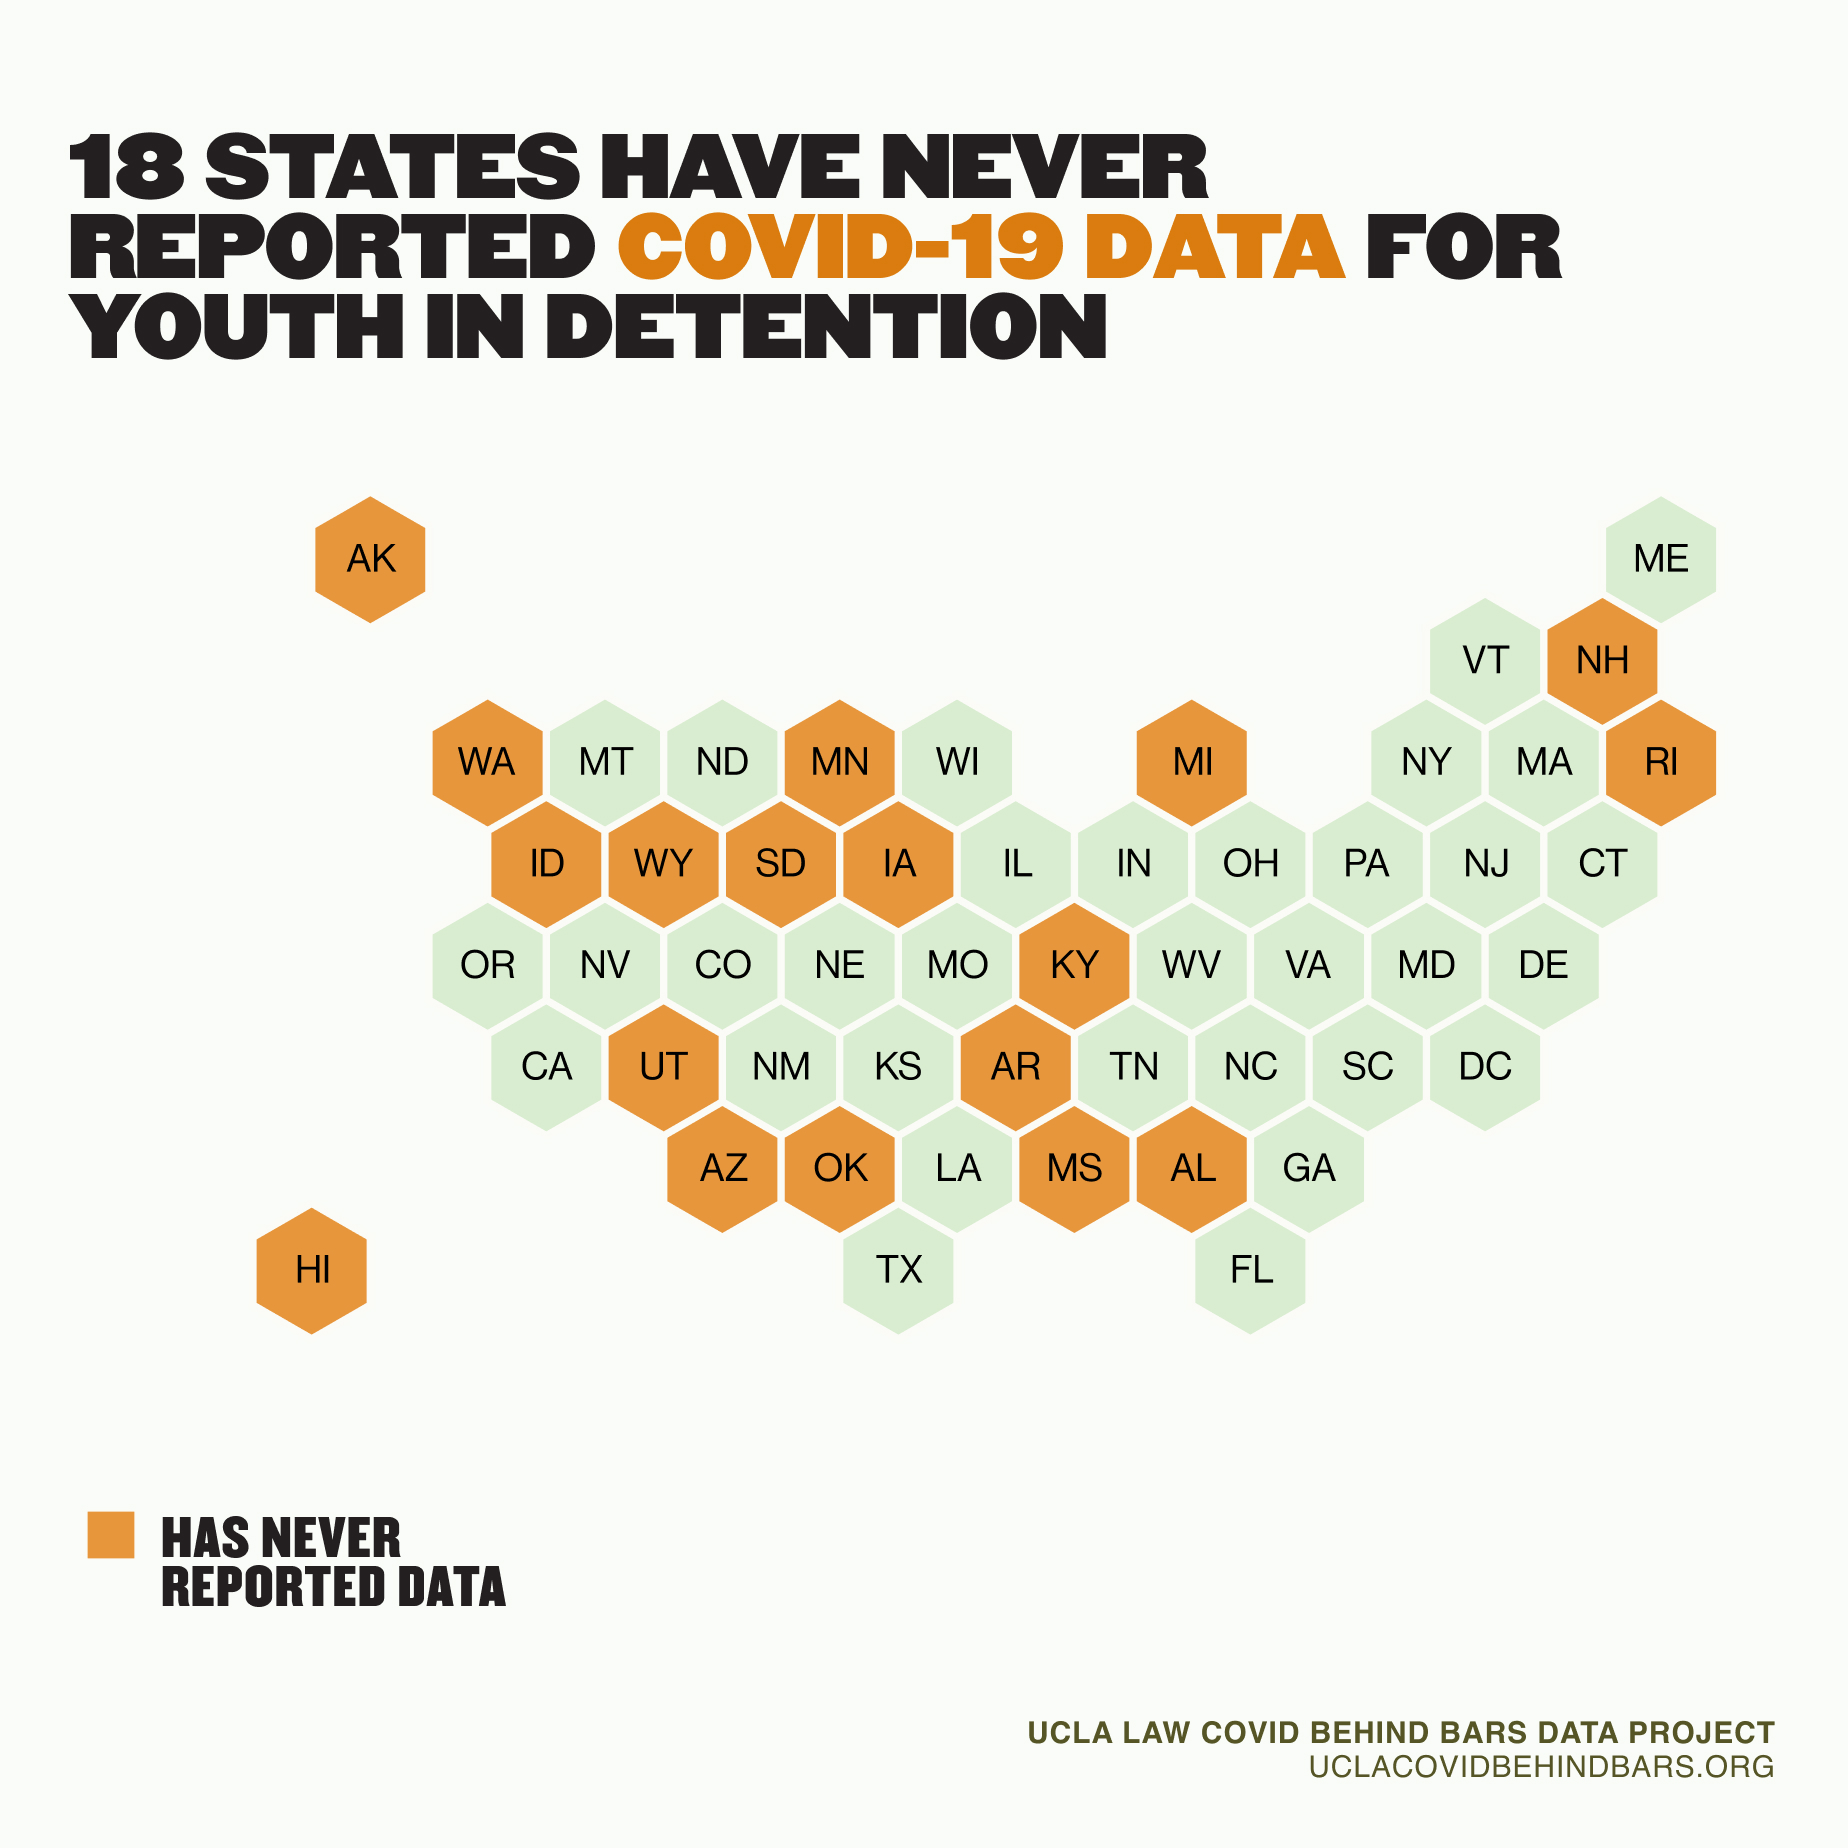 18 STATES HAVE NEVER
REPORTED COVID-19 DATA FOR
YOUTH IN DETENTION
AK
ME
VT
NH
WA
MT
ND
MN
WI
MI
NY
MA
RI
ID
WY
SD
IA
IL
IN
OH
PA
NJ
CT
OR
NV
CO
NE
MO
KY
WV
VA
MD
DE
CA
UT
NM
KS
AR
TN
NC
SC
DC
AZ
OK
LA
MS
AL
GA
HI
TX
FL
HAS NEVER
REPORTED DATA
UCLA LAW COVID BEHIND BARS DATA PROJECT
UCLACOVIDBEHINDBARS.ORG